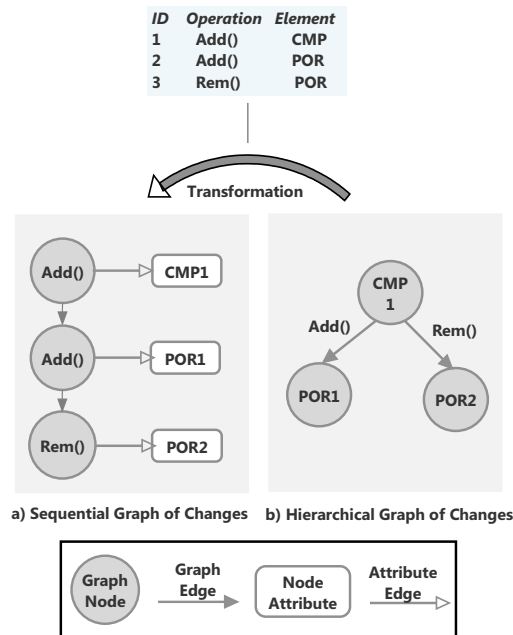 ID Operation Element
1 Add() CMP
2 Add() POR
3 Rem() POR
Transformation
Add() CMP1
Add() POR1
Rem() POR2
CMP
1
Add() Rem()
POR1 POR2
a) Sequential Graph of Changes b) Hierarchical Graph of Changes
Graph
Node
Graph
Edge
Node
Attribute
Attribute
Edge